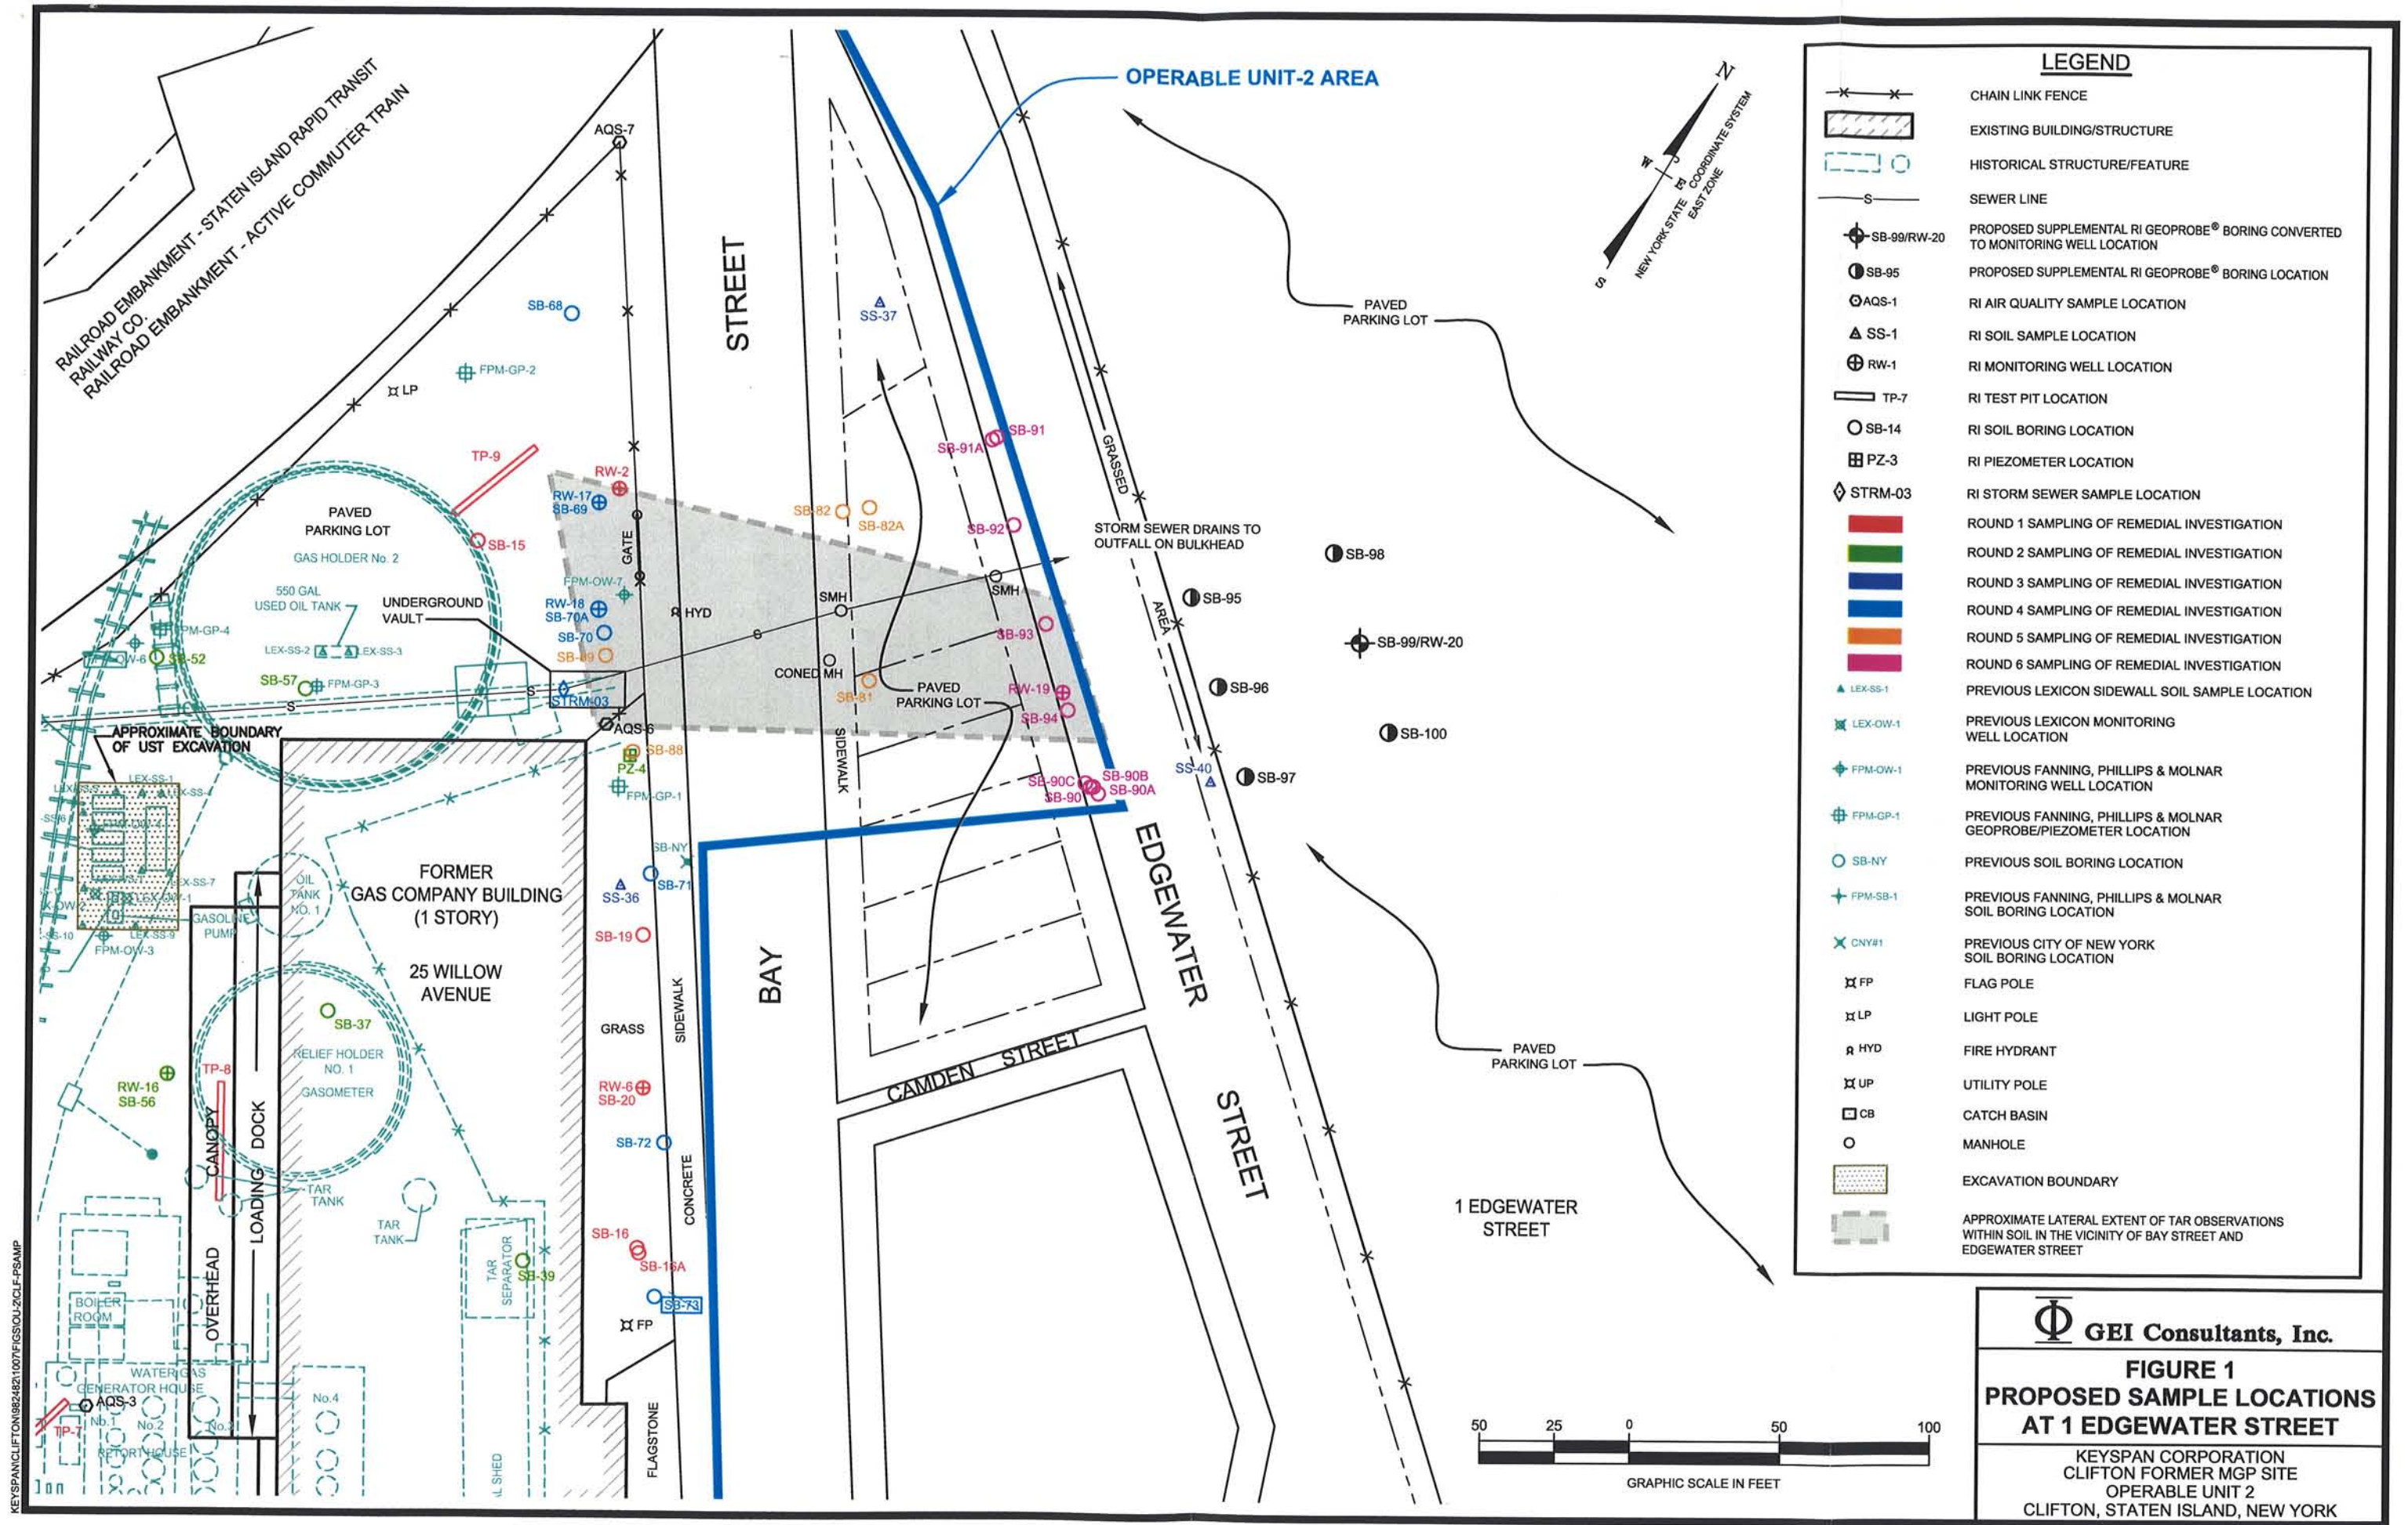 RAILROAD EMBANKMENT - STATEN ISLAND RAPID TRANSIT
RAILWAY CO.
RAILROAD EMBANKMENT - ACTIVE COMMUTER TRAIN
AQS-7
STREET
OPERABLE UNIT-2 AREA
N
W
E
S
NEW YORK STATE COORDINATE SYSTEM
EAST ZONE
SB-68
SS-37
PAVED
PARKING LOT
FPM-GP-2
LP
TP-9
SB-91
SB-91A
GRASSED
RW-2
RW-17
SB-69
PAVED
PARKING LOT
SB-15
GAS HOLDER No. 2
GATE
SB-82
SB-82A
SB-92
STORM SEWER DRAINS TO
OUTFALL ON BULKHEAD
SB-98
550 GAL
USED OIL TANK
UNDERGROUND
VAULT
FPM-OW-7
RW-18
SB-70A
SB-70
HYD
SMH
SMH
SB-95
AREA
FPM-GP-4
SB-52
LEX-SS-2
LEX-SS-3
SB-93
SB-99/RW-20
CONED MH
SB-57
FPM-GP-3
S
S
S
STRM-03
SB-81
PAVED
PARKING LOT
RW-19
SB-94
SB-96
AQS-6
SB-100
APPROXIMATE BOUNDARY
OF UST EXCAVATION
SB-88
PZ-4
SIDEWALK
SS-40
SB-97
LEX-SS-1
FPM-GP-1
SB-90C
SB-90B
SB-90
SB-90A
SB-NY
SB-71
SS-36
EDGEWATER
STREET
FORMER
GAS COMPANY BUILDING
(1 STORY)
25 WILLOW
AVENUE
OIL
TANK
NO. 1
LEX-SS-7
GASOLINE
PUMP
LEX-SS-9
FPM-OW-3
SB-19
BAY
SIDEWALK
CONCRETE
SB-37
GRASS
RELIEF HOLDER
NO. 1
GASOMETER
CAMDEN STREET
PAVED
PARKING LOT
RW-16
SB-56
TP-8
RW-6
SB-20
SB-72
OVERHEAD CANOPY
LOADING DOCK
TAR
TANK
TAR
TANK
1 EDGEWATER
STREET
SB-16
SB-16A
TAR
SEPARATOR
SB-39
SB-73
FP
BOILER
ROOM
WATER GAS
GENERATOR HOUSE
AQS-3
TP-7
No.1
No.2
No.4
RETORT HOUSE
FLAGSTONE
50 25 0 50 100
GRAPHIC SCALE IN FEET
LEGEND
CHAIN LINK FENCE
EXISTING BUILDING/STRUCTURE
HISTORICAL STRUCTURE/FEATURE
S SEWER LINE
SB-99/RW-20 PROPOSED SUPPLEMENTAL RI GEOPROBE® BORING CONVERTED
TO MONITORING WELL LOCATION
SB-95 PROPOSED SUPPLEMENTAL RI GEOPROBE® BORING LOCATION
AQS-1 RI AIR QUALITY SAMPLE LOCATION
SS-1 RI SOIL SAMPLE LOCATION
RW-1 RI MONITORING WELL LOCATION
TP-7 RI TEST PIT LOCATION
SB-14 RI SOIL BORING LOCATION
PZ-3 RI PIEZOMETER LOCATION
STRM-03 RI STORM SEWER SAMPLE LOCATION
ROUND 1 SAMPLING OF REMEDIAL INVESTIGATION
ROUND 2 SAMPLING OF REMEDIAL INVESTIGATION
ROUND 3 SAMPLING OF REMEDIAL INVESTIGATION
ROUND 4 SAMPLING OF REMEDIAL INVESTIGATION
ROUND 5 SAMPLING OF REMEDIAL INVESTIGATION
ROUND 6 SAMPLING OF REMEDIAL INVESTIGATION
LEX-SS-1 PREVIOUS LEXICON SIDEWALL SOIL SAMPLE LOCATION
LEX-OW-1 PREVIOUS LEXICON MONITORING
WELL LOCATION
FPM-OW-1 PREVIOUS FANNING, PHILLIPS & MOLNAR
MONITORING WELL LOCATION
FPM-GP-1 PREVIOUS FANNING, PHILLIPS & MOLNAR
GEOPROBE/PIEZOMETER LOCATION
SB-NY PREVIOUS SOIL BORING LOCATION
FPM-SB-1 PREVIOUS FANNING, PHILLIPS & MOLNAR
SOIL BORING LOCATION
CNY#1 PREVIOUS CITY OF NEW YORK
SOIL BORING LOCATION
FP FLAG POLE
LP LIGHT POLE
HYD FIRE HYDRANT
UP UTILITY POLE
CB CATCH BASIN
MANHOLE
EXCAVATION BOUNDARY
APPROXIMATE LATERAL EXTENT OF TAR OBSERVATIONS
WITHIN SOIL IN THE VICINITY OF BAY STREET AND
EDGEWATER STREET
GEI Consultants, Inc.
FIGURE 1
PROPOSED SAMPLE LOCATIONS
AT 1 EDGEWATER STREET
KEYSPAN CORPORATION
CLIFTON FORMER MGP SITE
OPERABLE UNIT 2
CLIFTON, STATEN ISLAND, NEW YORK